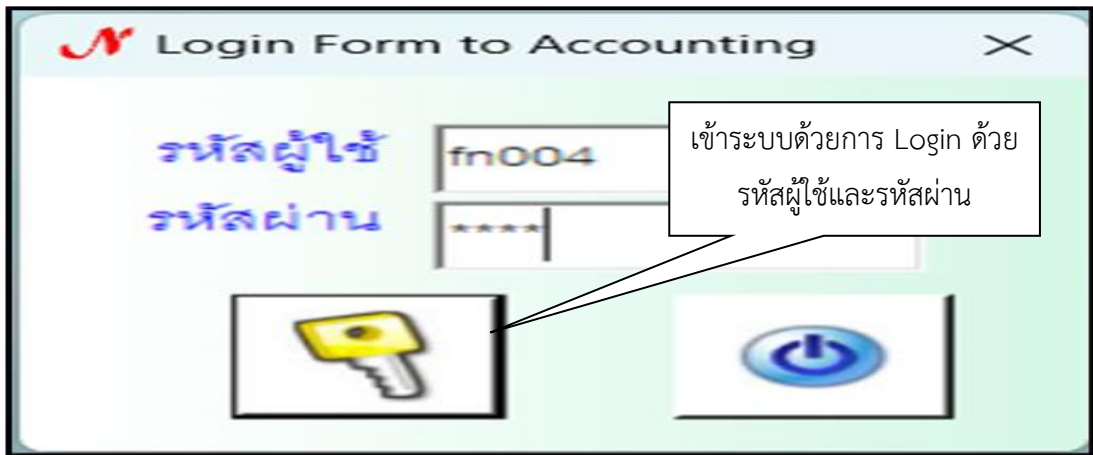 N Login Form to Accounting
รหัสผู้ใช้ fn004
รหัสผ่าน ****
เข้าระบบด้วยการ Login ด้วย
รหัสผู้ใช้และรหัสผ่าน